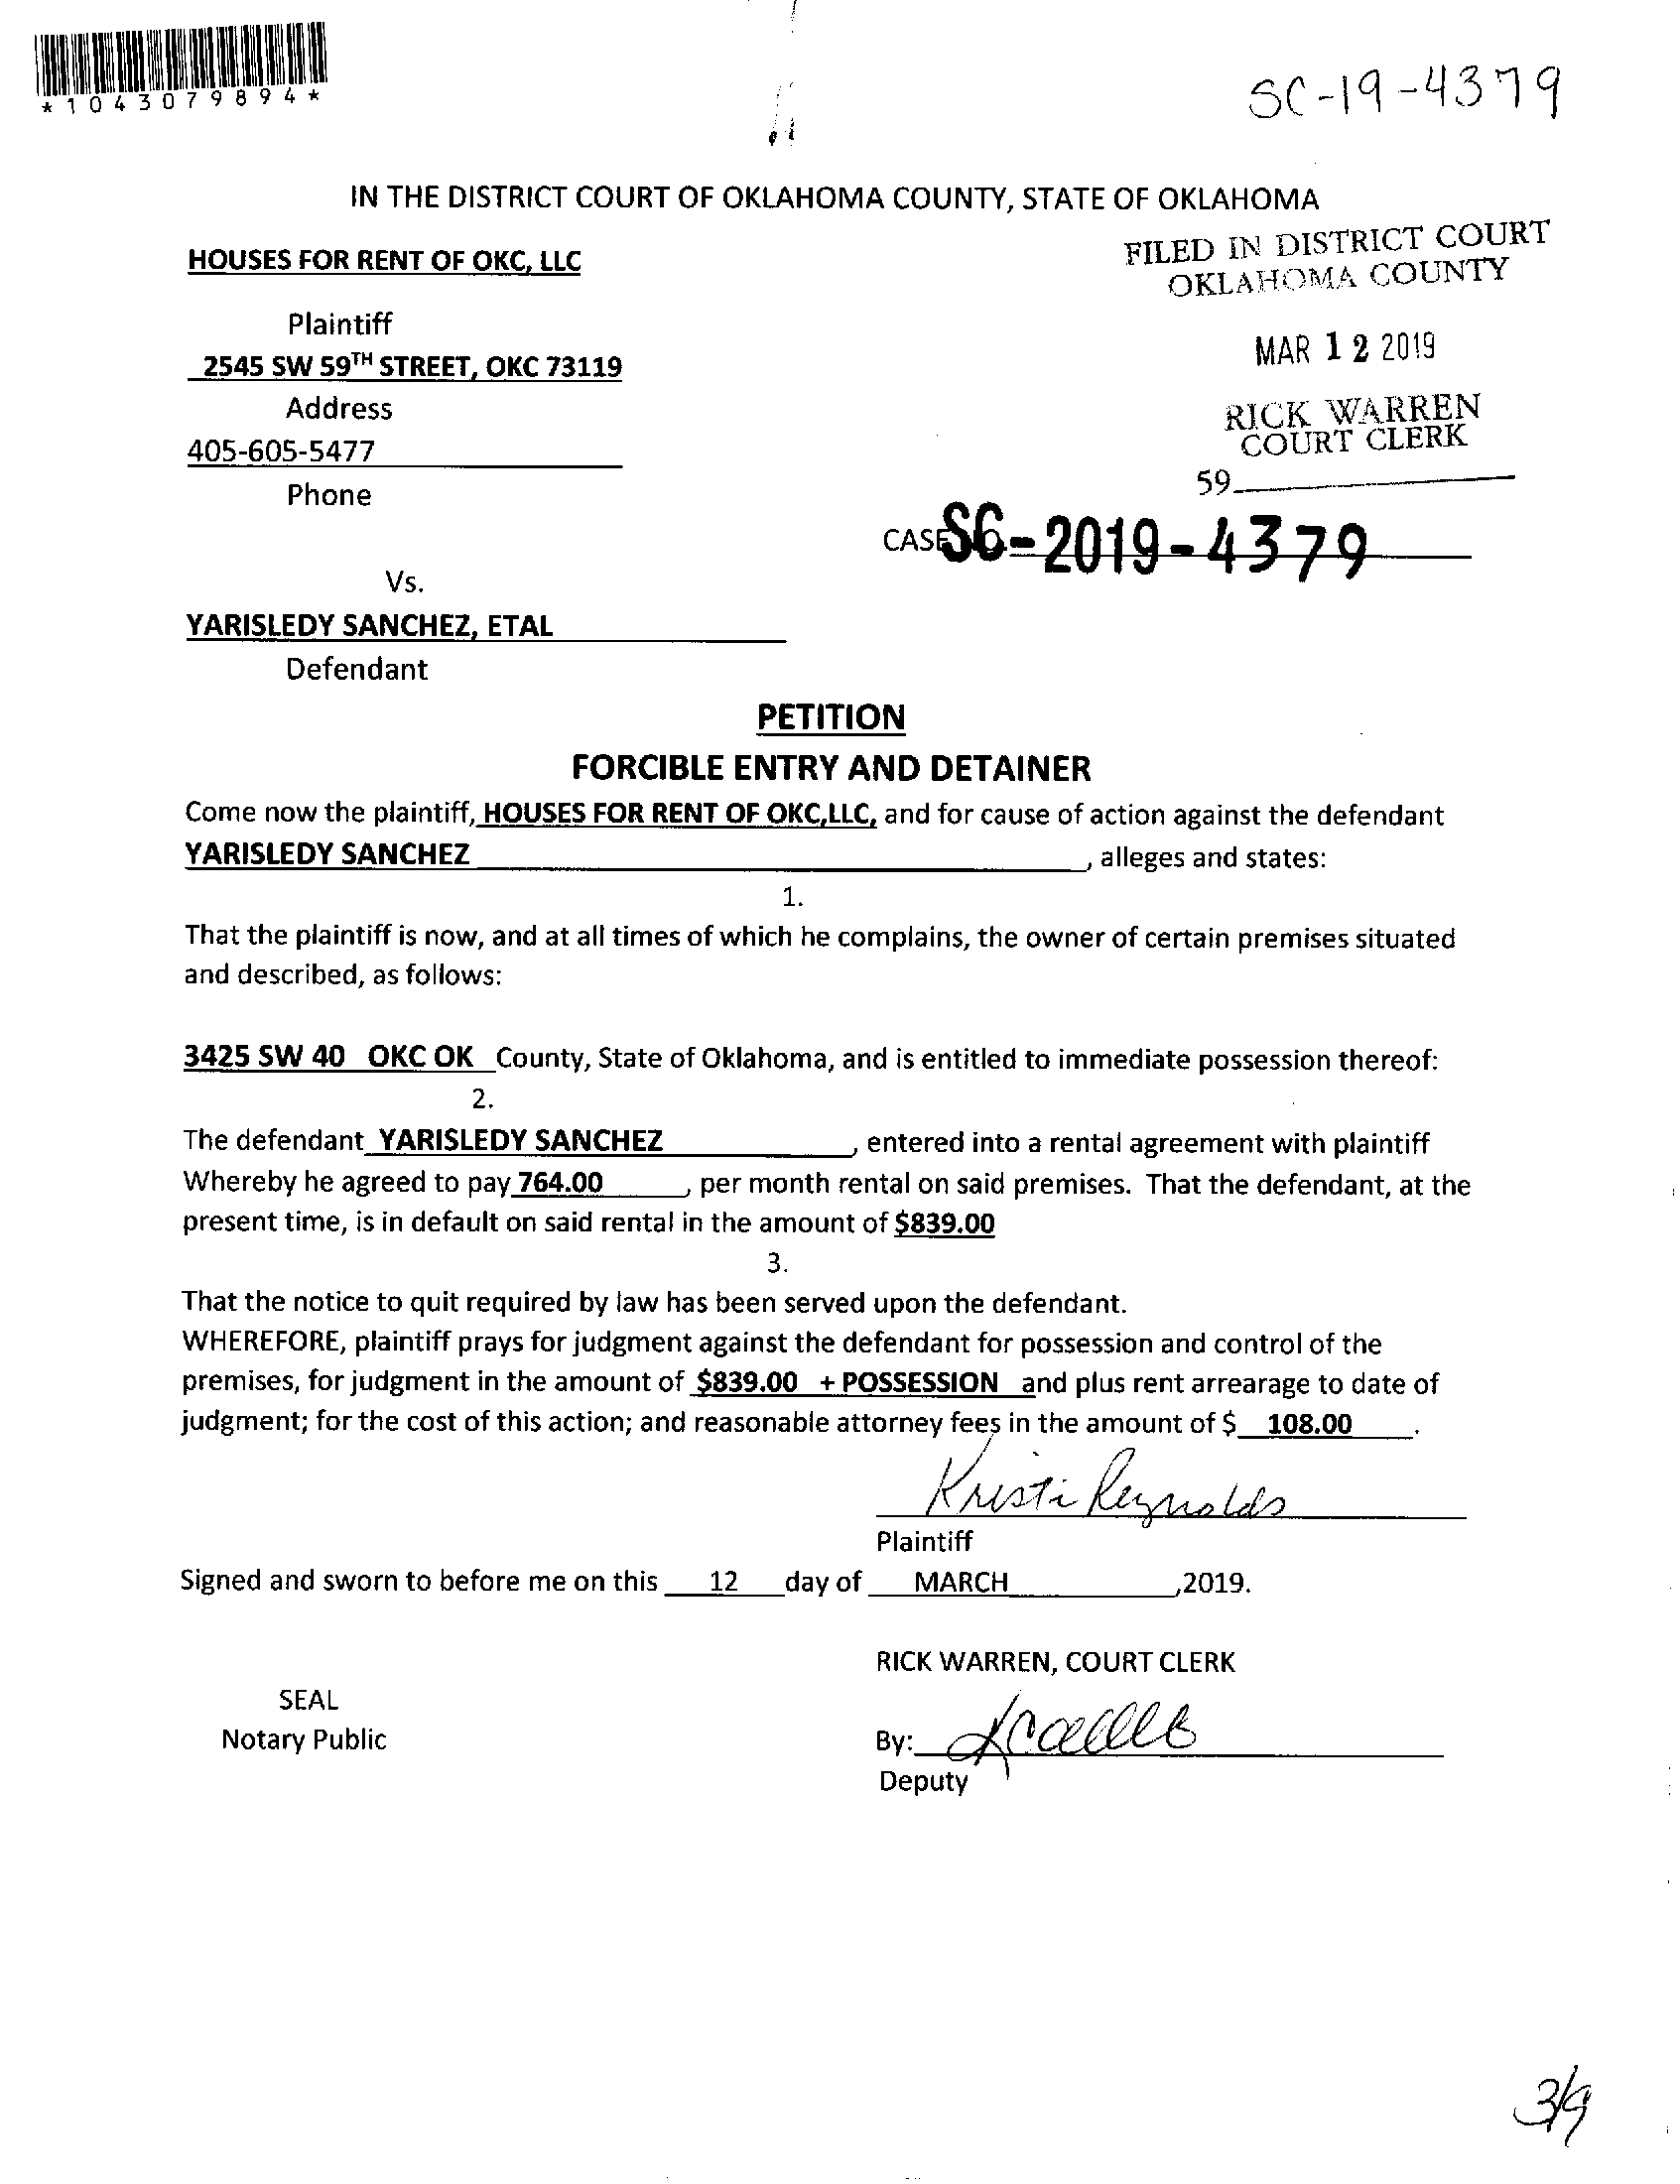 *1043079894*
SC-19-4379
IN THE DISTRICT COURT OF OKLAHOMA COUNTY, STATE OF OKLAHOMA
FILED IN DISTRICT COURT
OKLAHOMA COUNTY
HOUSES FOR RENT OF OKC, LLC
Plaintiff
MAR 12 2019
2545 SW 59TH STREET, OKC 73119
Address
RICK WARREN
COURT CLERK
405-605-5477
59
Phone
CASE SC-2019-4379
Vs.
YARISLEDY SANCHEZ, ETAL
Defendant
PETITION
FORCIBLE ENTRY AND DETAINER
Come now the plaintiff, HOUSES FOR RENT OF OKC,LLC, and for cause of action against the defendant
YARISLEDY SANCHEZ , alleges and states:
1.
That the plaintiff is now, and at all times of which he complains, the owner of certain premises situated
and described, as follows:
3425 SW 40 OKC OK County, State of Oklahoma, and is entitled to immediate possession thereof:
2.
The defendant YARISLEDY SANCHEZ , entered into a rental agreement with plaintiff
Whereby he agreed to pay 764.00 , per month rental on said premises. That the defendant, at the
present time, is in default on said rental in the amount of $839.00
3.
That the notice to quit required by law has been served upon the defendant.
WHEREFORE, plaintiff prays for judgment against the defendant for possession and control of the
premises, for judgment in the amount of $839.00 + POSSESSION and plus rent arrearage to date of
judgment; for the cost of this action; and reasonable attorney fees in the amount of $ 108.00 .
Kristi Reynolds
Plaintiff
Signed and sworn to before me on this 12 day of MARCH ,2019.
RICK WARREN, COURT CLERK
SEAL
Notary Public
By:
Deputy